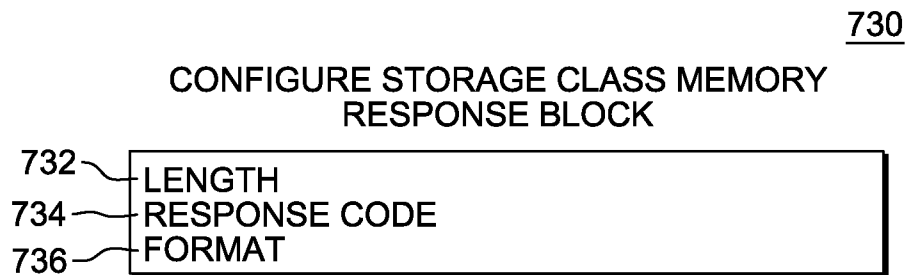 730
CONFIGURE STORAGE CLASS MEMORY
RESPONSE BLOCK
732 LENGTH
734 RESPONSE CODE
736 FORMAT